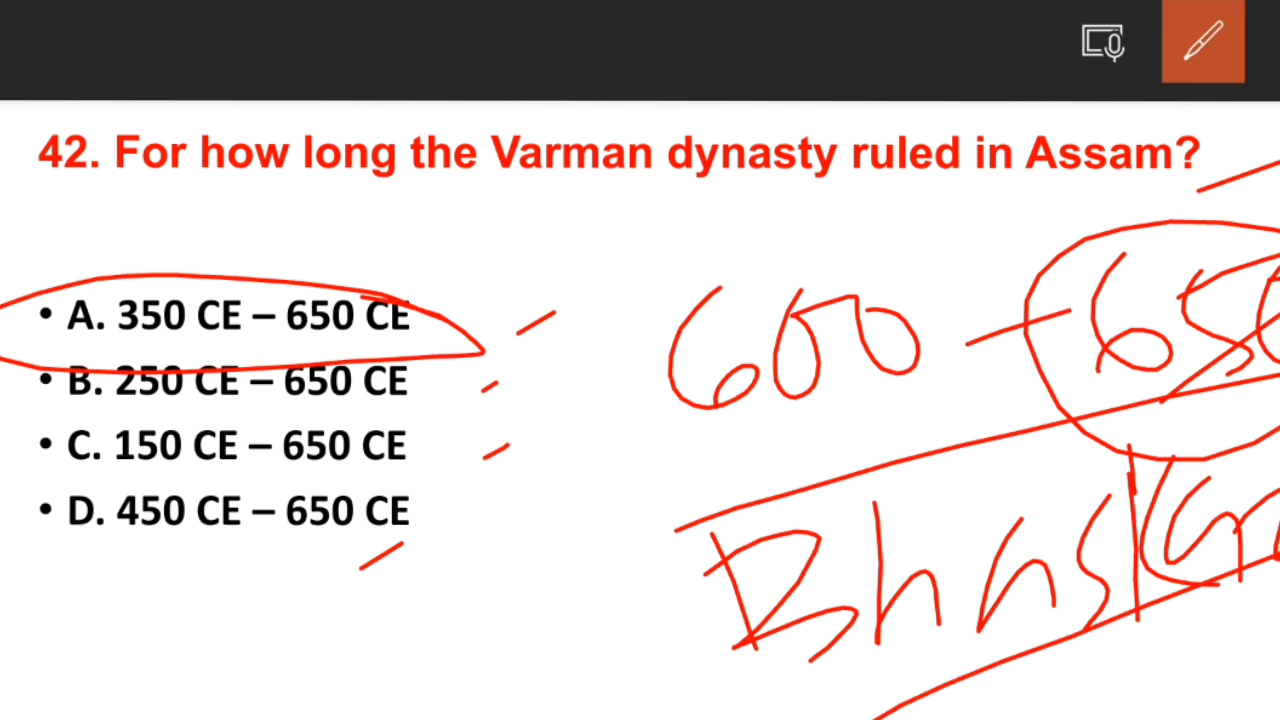 42. For how long the Varman dynasty ruled in Assam?
• A. 350 CE – 650 CE
• B. 250 CE – 650 CE
• C. 150 CE – 650 CE
• D. 450 CE – 650 CE
600 – 650
Bhaskar